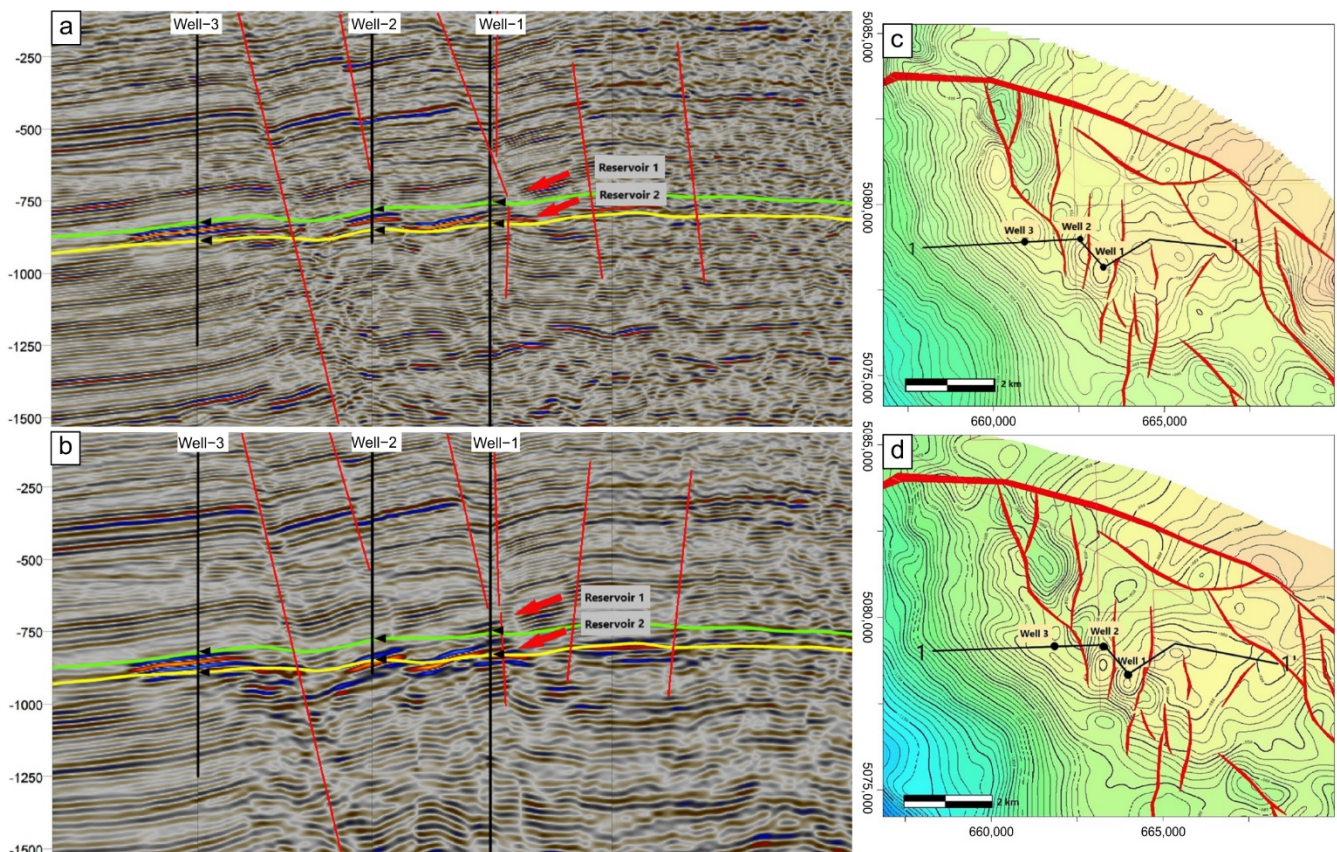 a
Well−3
Well−2
Well−1
-250
-500
-750
-1000
-1250
-1500
Reservoir 1
Reservoir 2
b
Well−3
Well−2
Well−1
-250
-500
-750
-1000
-1250
-1500
Reservoir 1
Reservoir 2
c
5085,000
5080,000
5075,000
Well 3
Well 2
Well 1
1
1'
2 km
660,000
665,000
d
5085,000
5080,000
5075,000
Well 3
Well 2
Well 1
1
1'
2 km
660,000
665,000